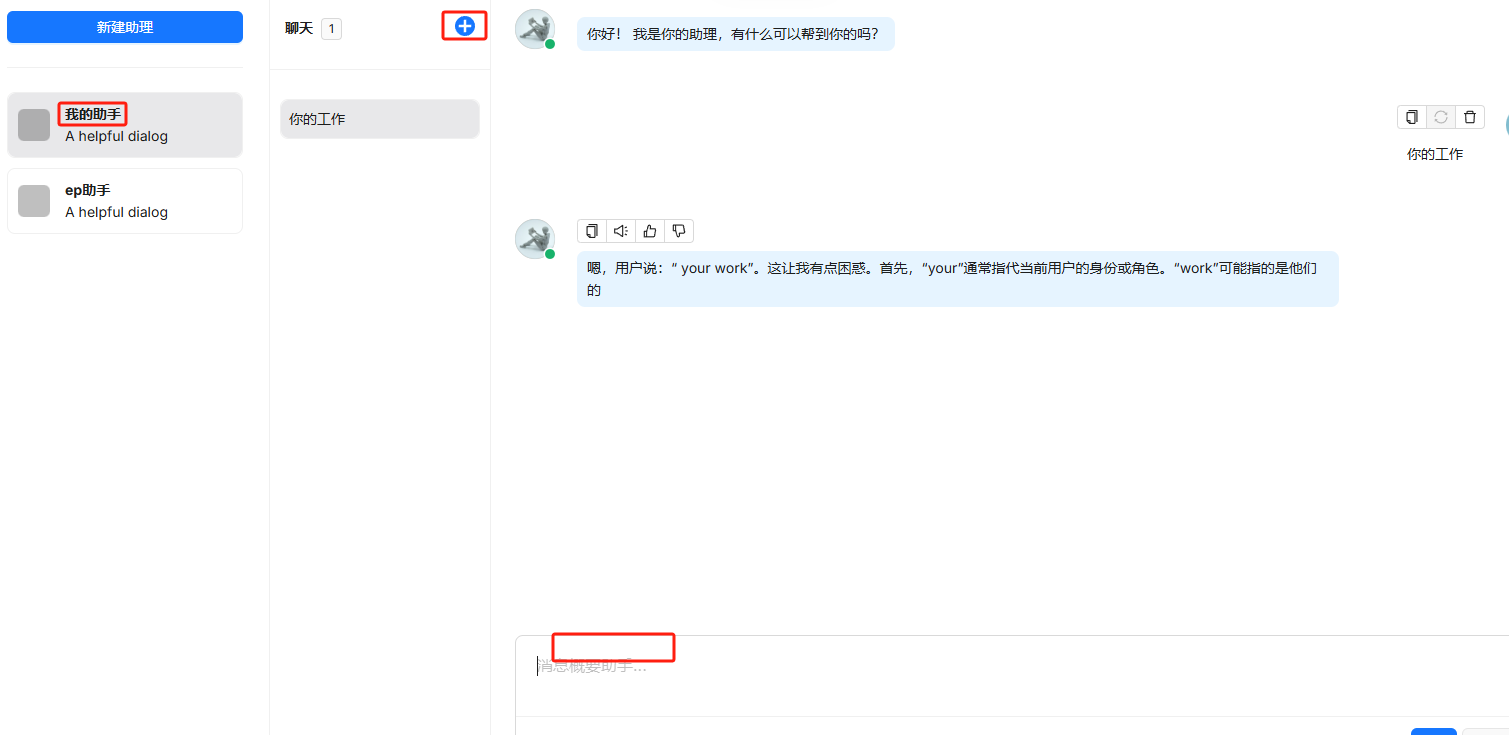 新建助理
我的助手
A helpful dialog
ep助手
A helpful dialog
聊天 1
你的工作
你好！ 我是你的助理，有什么可以帮到你的吗？
你的工作
嗯，用户说：“ your work”。这让我有点困惑。首先，“your”通常指代当前用户的身份或角色。“work”可能指的是他们
的
消息概要助手...